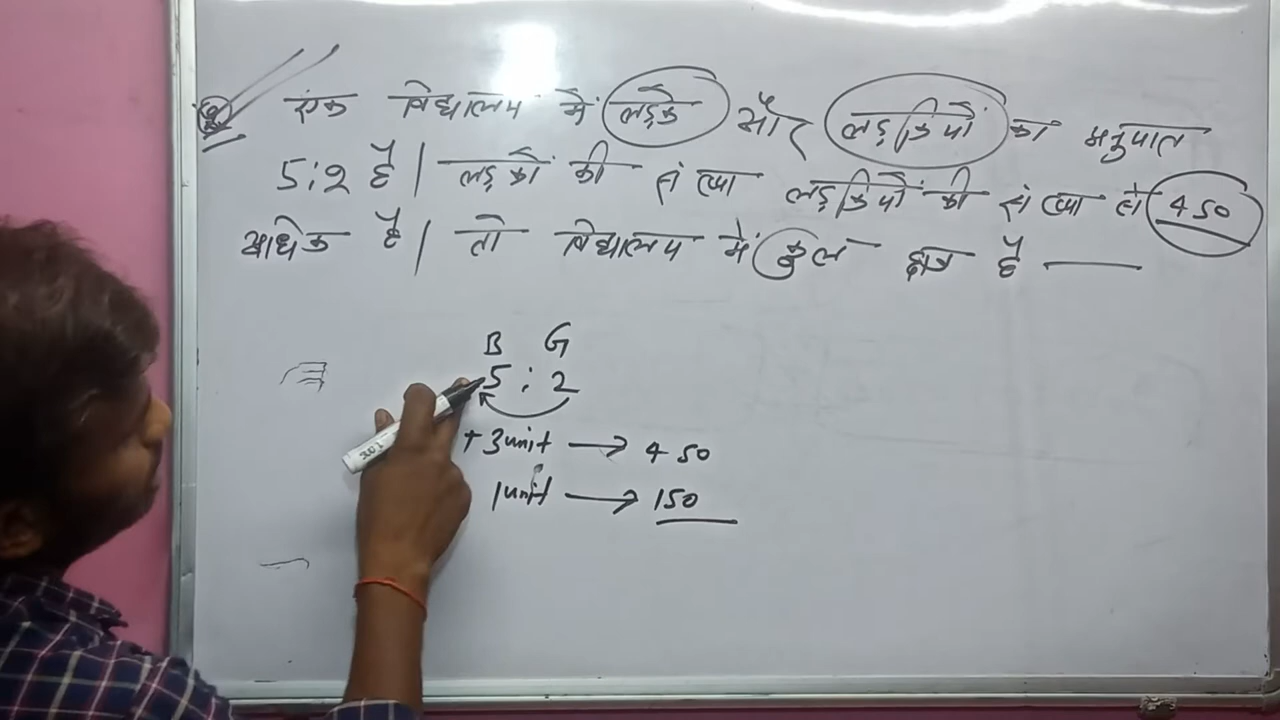 एक विद्यालय में लड़के और लड़कियों का अनुपात
5:2 है| लड़कों की संख्या लड़कियों की संख्या से 450
अधिक है| तो विद्यालय में कुल छात्र है ____
B G
5 : 2
+3unit → 450
1unit → 150